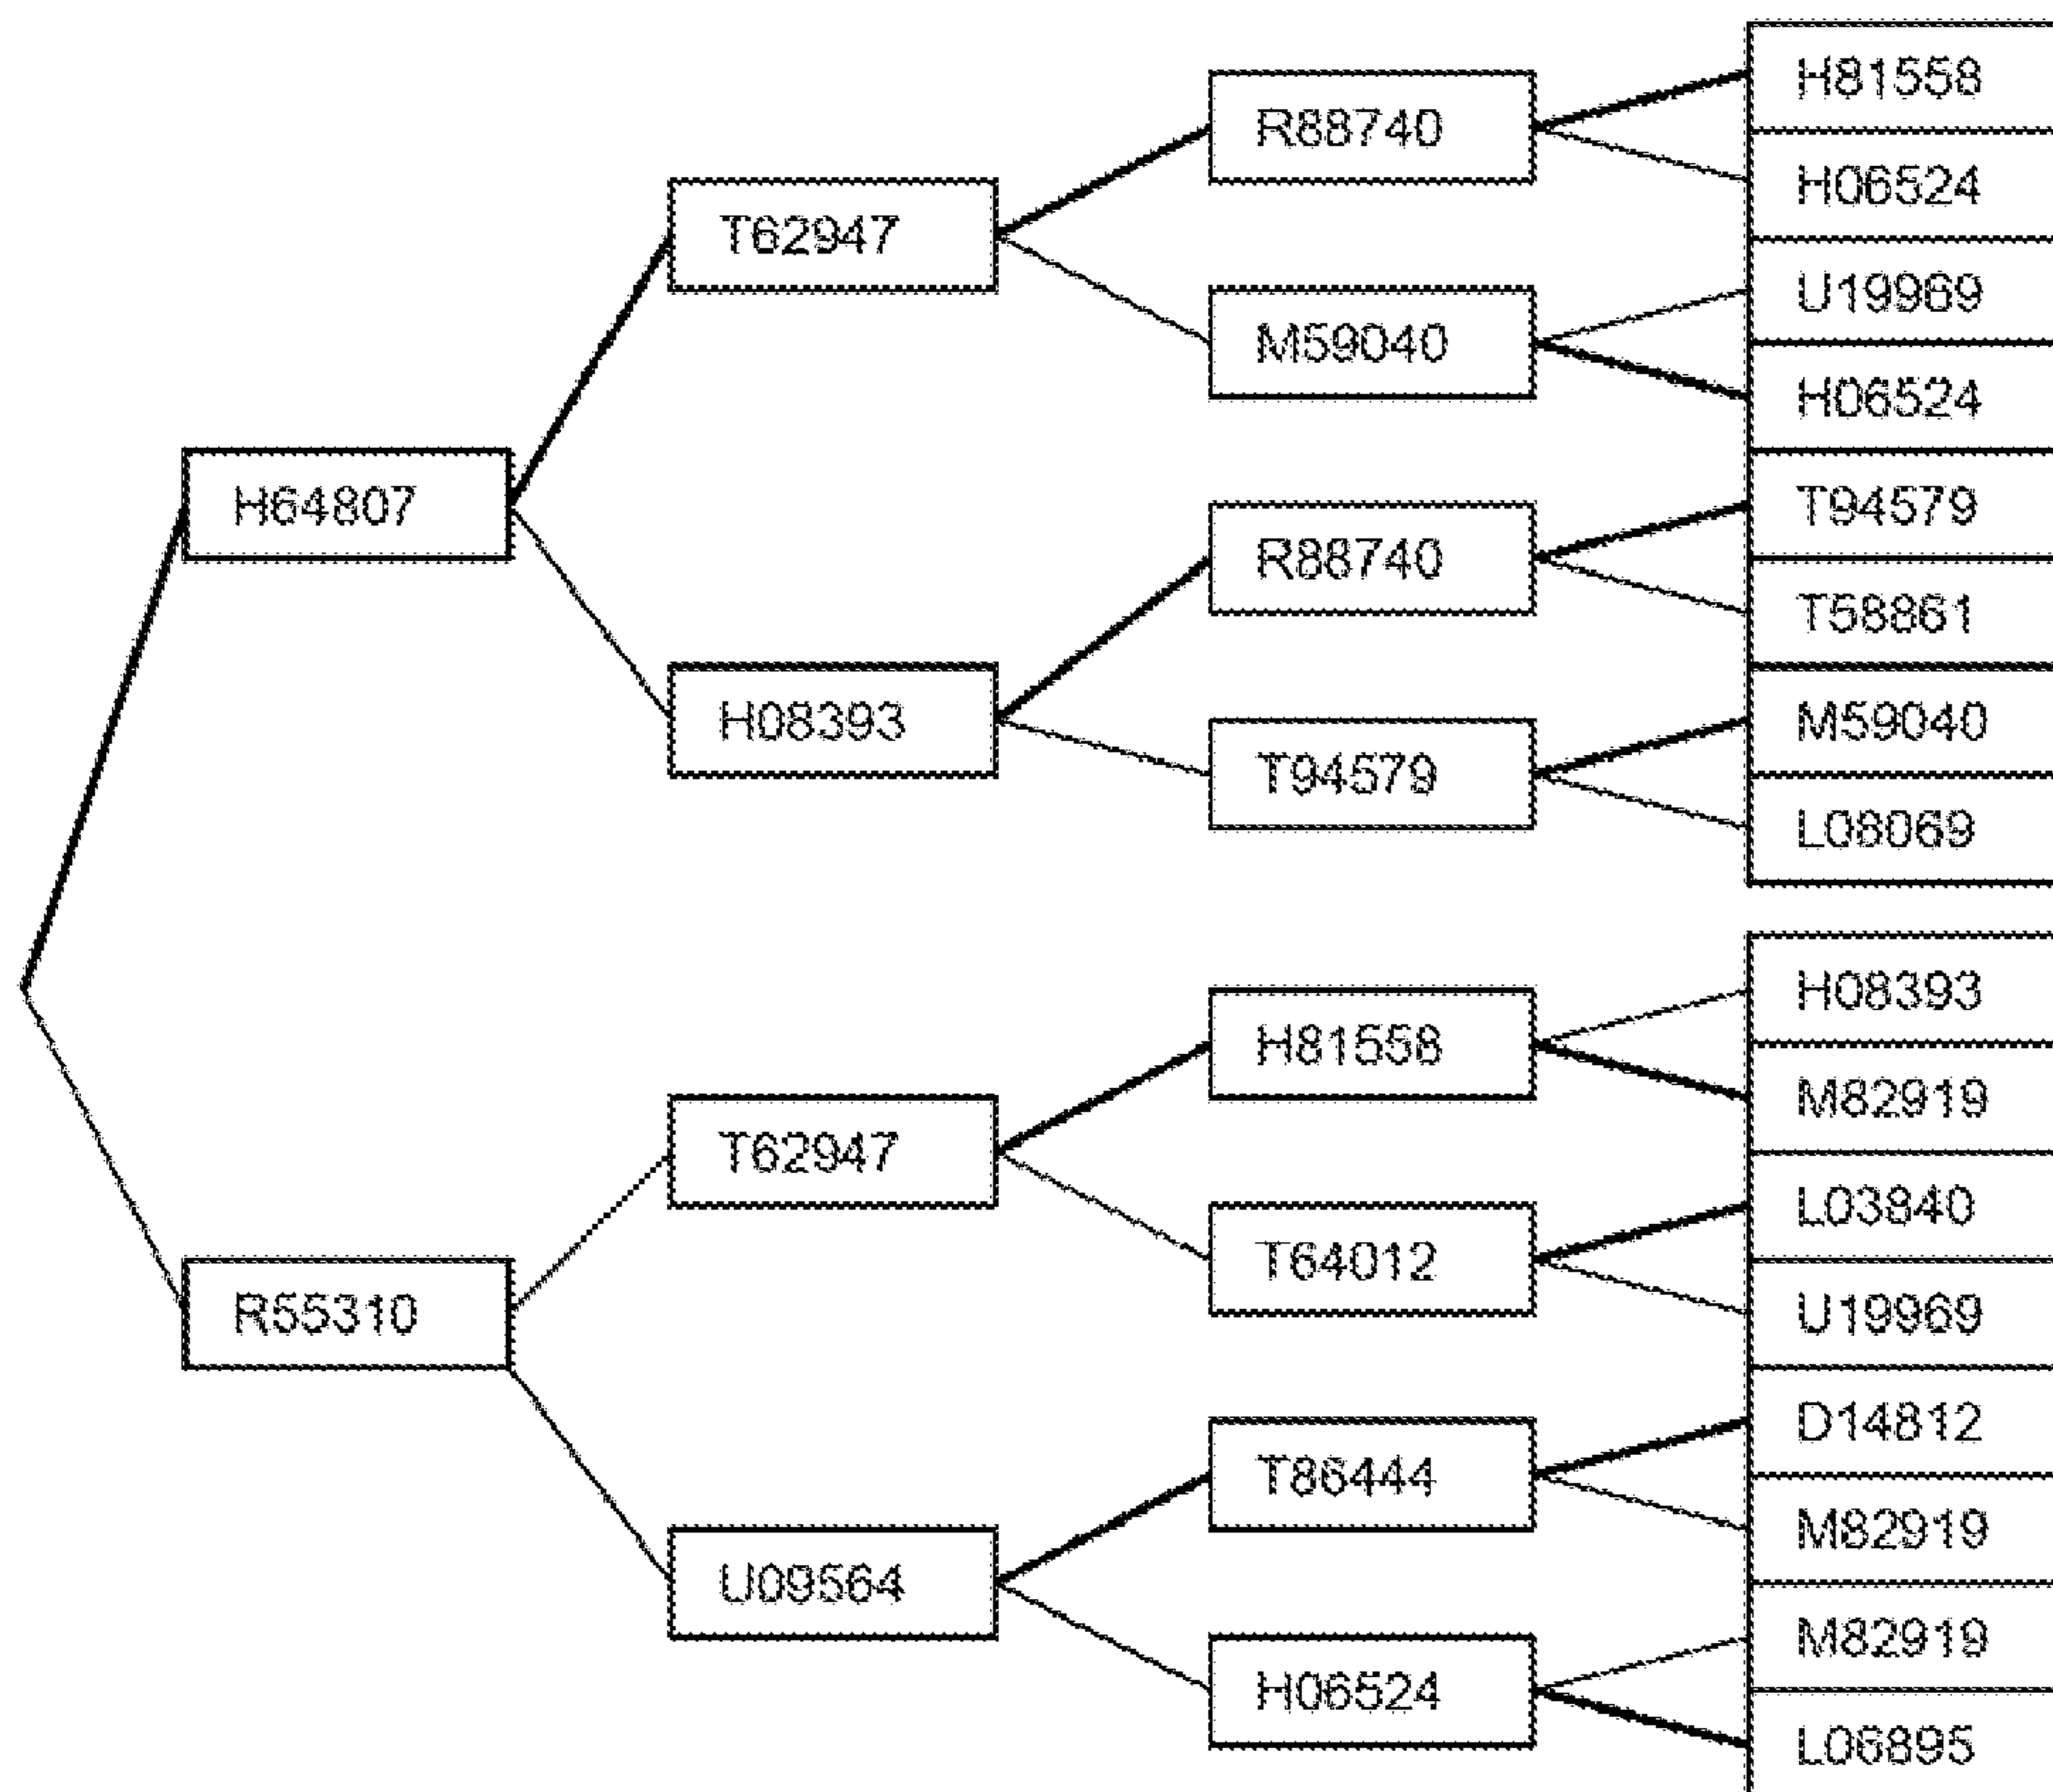 H64807
R55310
T62947
H08393
T62947
U09564
R88740
M59040
R88740
T94579
H81558
T64012
T86444
H06524
H81558
H06524
U19969
H06524
T94579
T58861
M59040
L08069
H08393
M82919
L03840
U19969
D14812
M82919
M82919
L06895